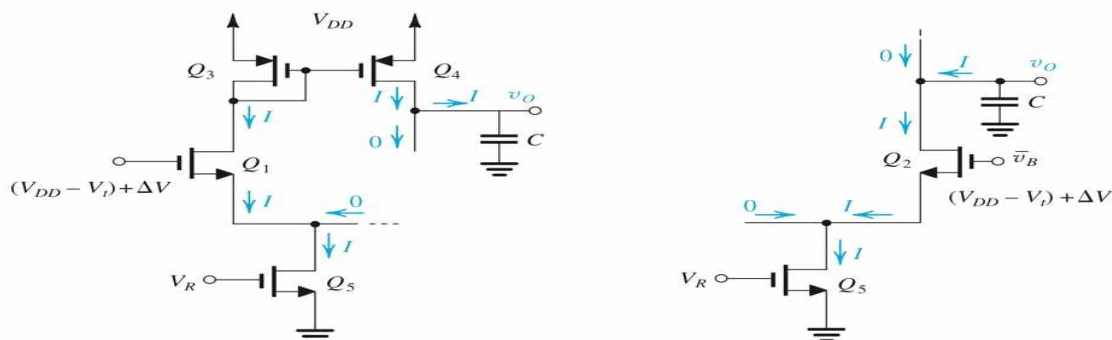 V_DD
Q_3
Q_4
I
I
I
v_O
0
C
Q_1
(V_DD − V_t) + ΔV
I
0
I
V_R
Q_5
0
I
v_O
C
I
Q_2
v̄_B
(V_DD − V_t) + ΔV
0
I
I
V_R
Q_5